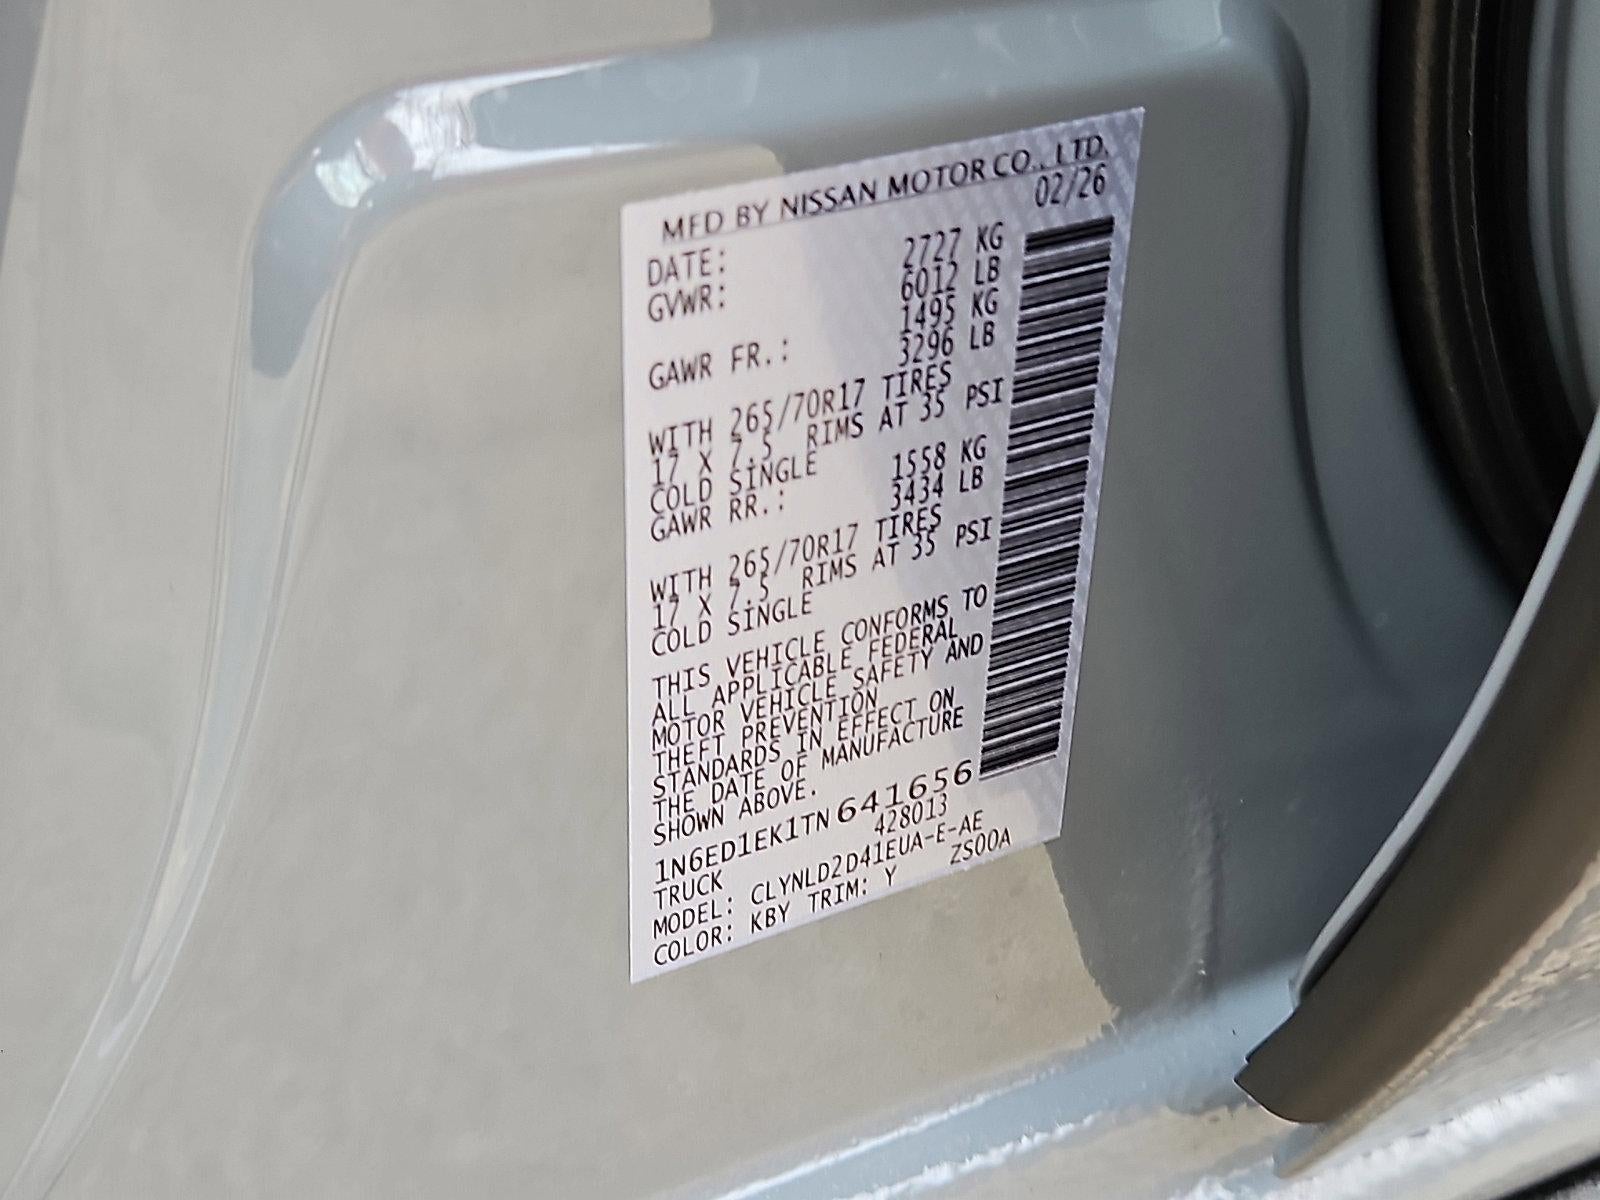 MFD BY NISSAN MOTOR CO., LTD.
DATE: 02/26
GVWR: 2727 KG
6012 LB
GAWR FR.: 1495 KG
3296 LB
WITH 265/70R17 TIRES
17 X 7.5 RIMS AT 35 PSI
COLD SINGLE
GAWR RR.: 1558 KG
3434 LB
WITH 265/70R17 TIRES
17 X 7.5 RIMS AT 35 PSI
COLD SINGLE
THIS VEHICLE CONFORMS TO
ALL APPLICABLE FEDERAL
MOTOR VEHICLE SAFETY AND
THEFT PREVENTION
STANDARDS IN EFFECT ON
THE DATE OF MANUFACTURE
SHOWN ABOVE.
1N6ED1EK1TN641656
TRUCK 428013
MODEL: CLYNLD2D41EUA-E-AE
COLOR: KBY TRIM: Y ZS00A